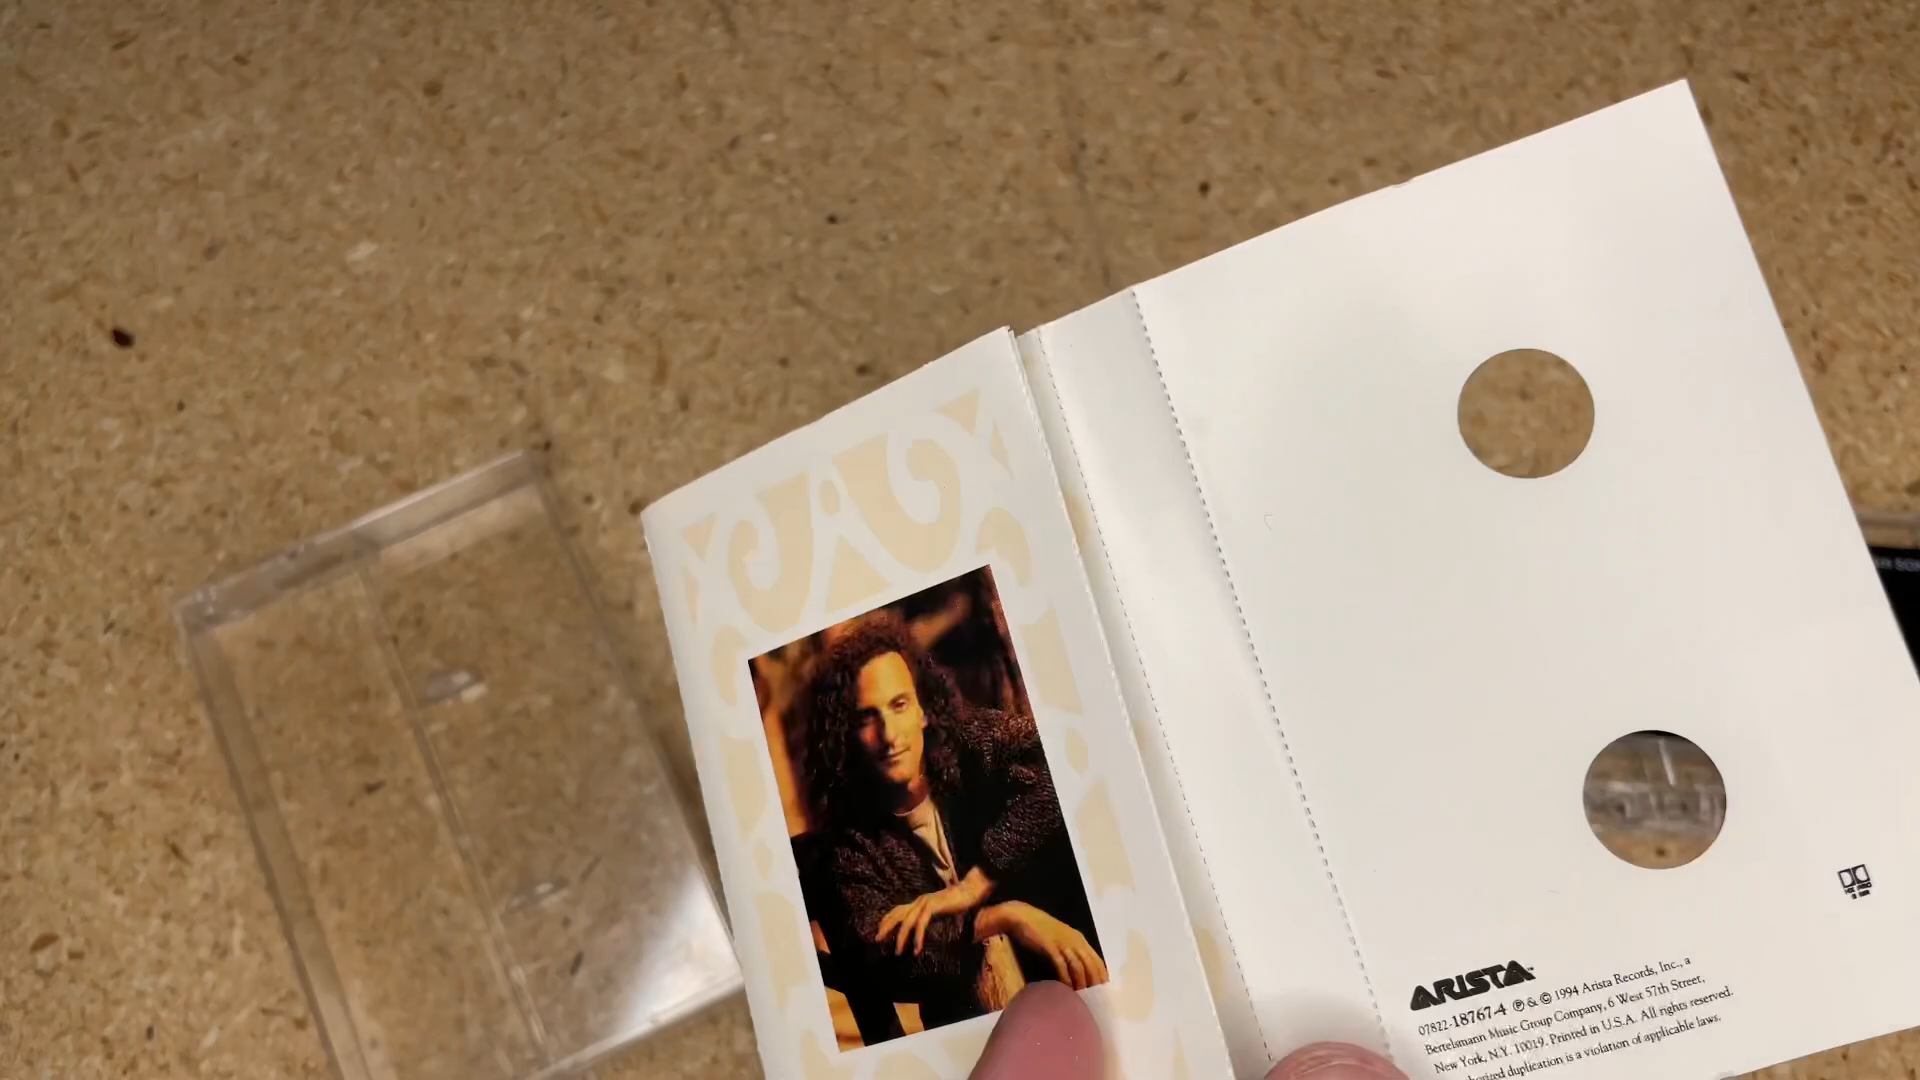 ARISTA
07822-18767-4 ℗ & © 1994 Arista Records, Inc., a
Bertelsmann Music Group Company, 6 West 57th Street,
New York, N.Y. 10019. Printed in U.S.A. All rights reserved.
duplication is a violation of applicable laws.